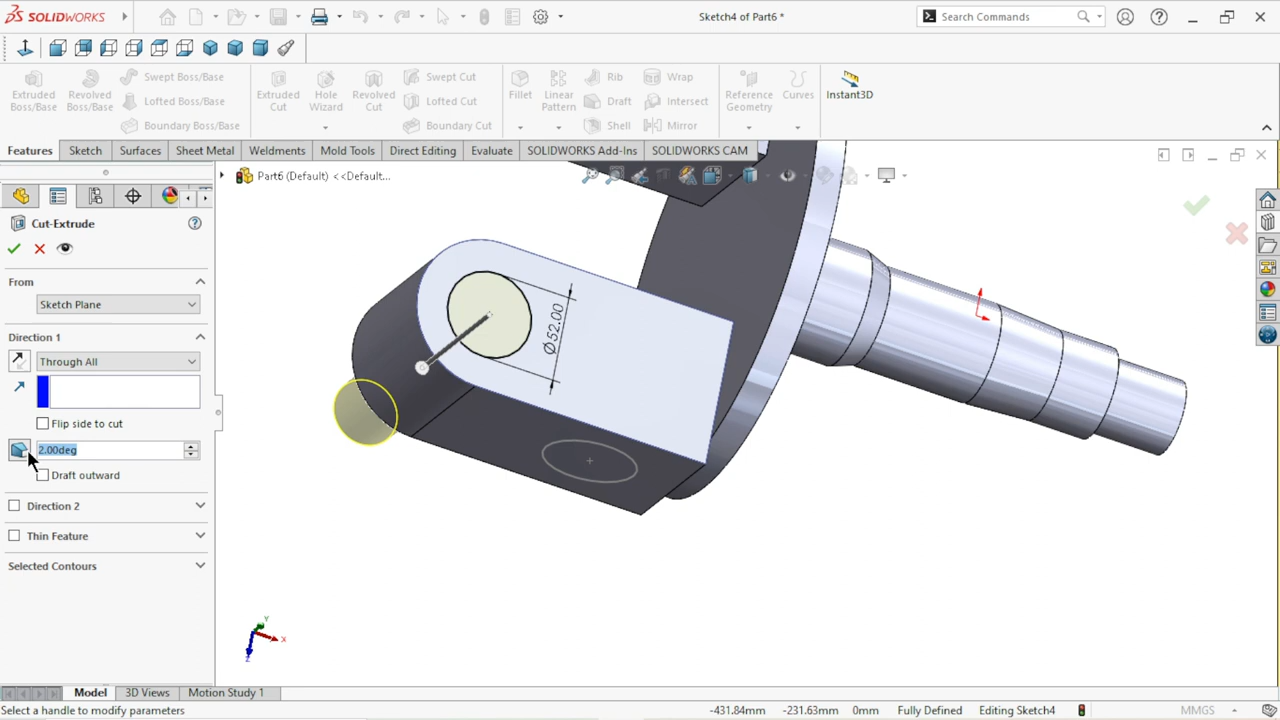 SOLIDWORKS
Sketch4 of Part6 *
Search Commands
Extruded Boss/Base
Revolved Boss/Base
Swept Boss/Base
Lofted Boss/Base
Boundary Boss/Base
Extruded Cut
Hole Wizard
Revolved Cut
Swept Cut
Lofted Cut
Boundary Cut
Fillet
Linear Pattern
Rib
Draft
Shell
Wrap
Intersect
Mirror
Reference Geometry
Curves
Instant3D
Features
Sketch
Surfaces
Sheet Metal
Weldments
Mold Tools
Direct Editing
Evaluate
SOLIDWORKS Add-Ins
SOLIDWORKS CAM
Part6 (Default) <<Default...
Cut-Extrude
From
Sketch Plane
Direction 1
Through All
Flip side to cut
2.00deg
Draft outward
Direction 2
Thin Feature
Selected Contours
Ø52.00
Y
X
Z
Model
3D Views
Motion Study 1
Select a handle to modify parameters
-431.84mm
-231.63mm
0mm
Fully Defined
Editing Sketch4
MMGS